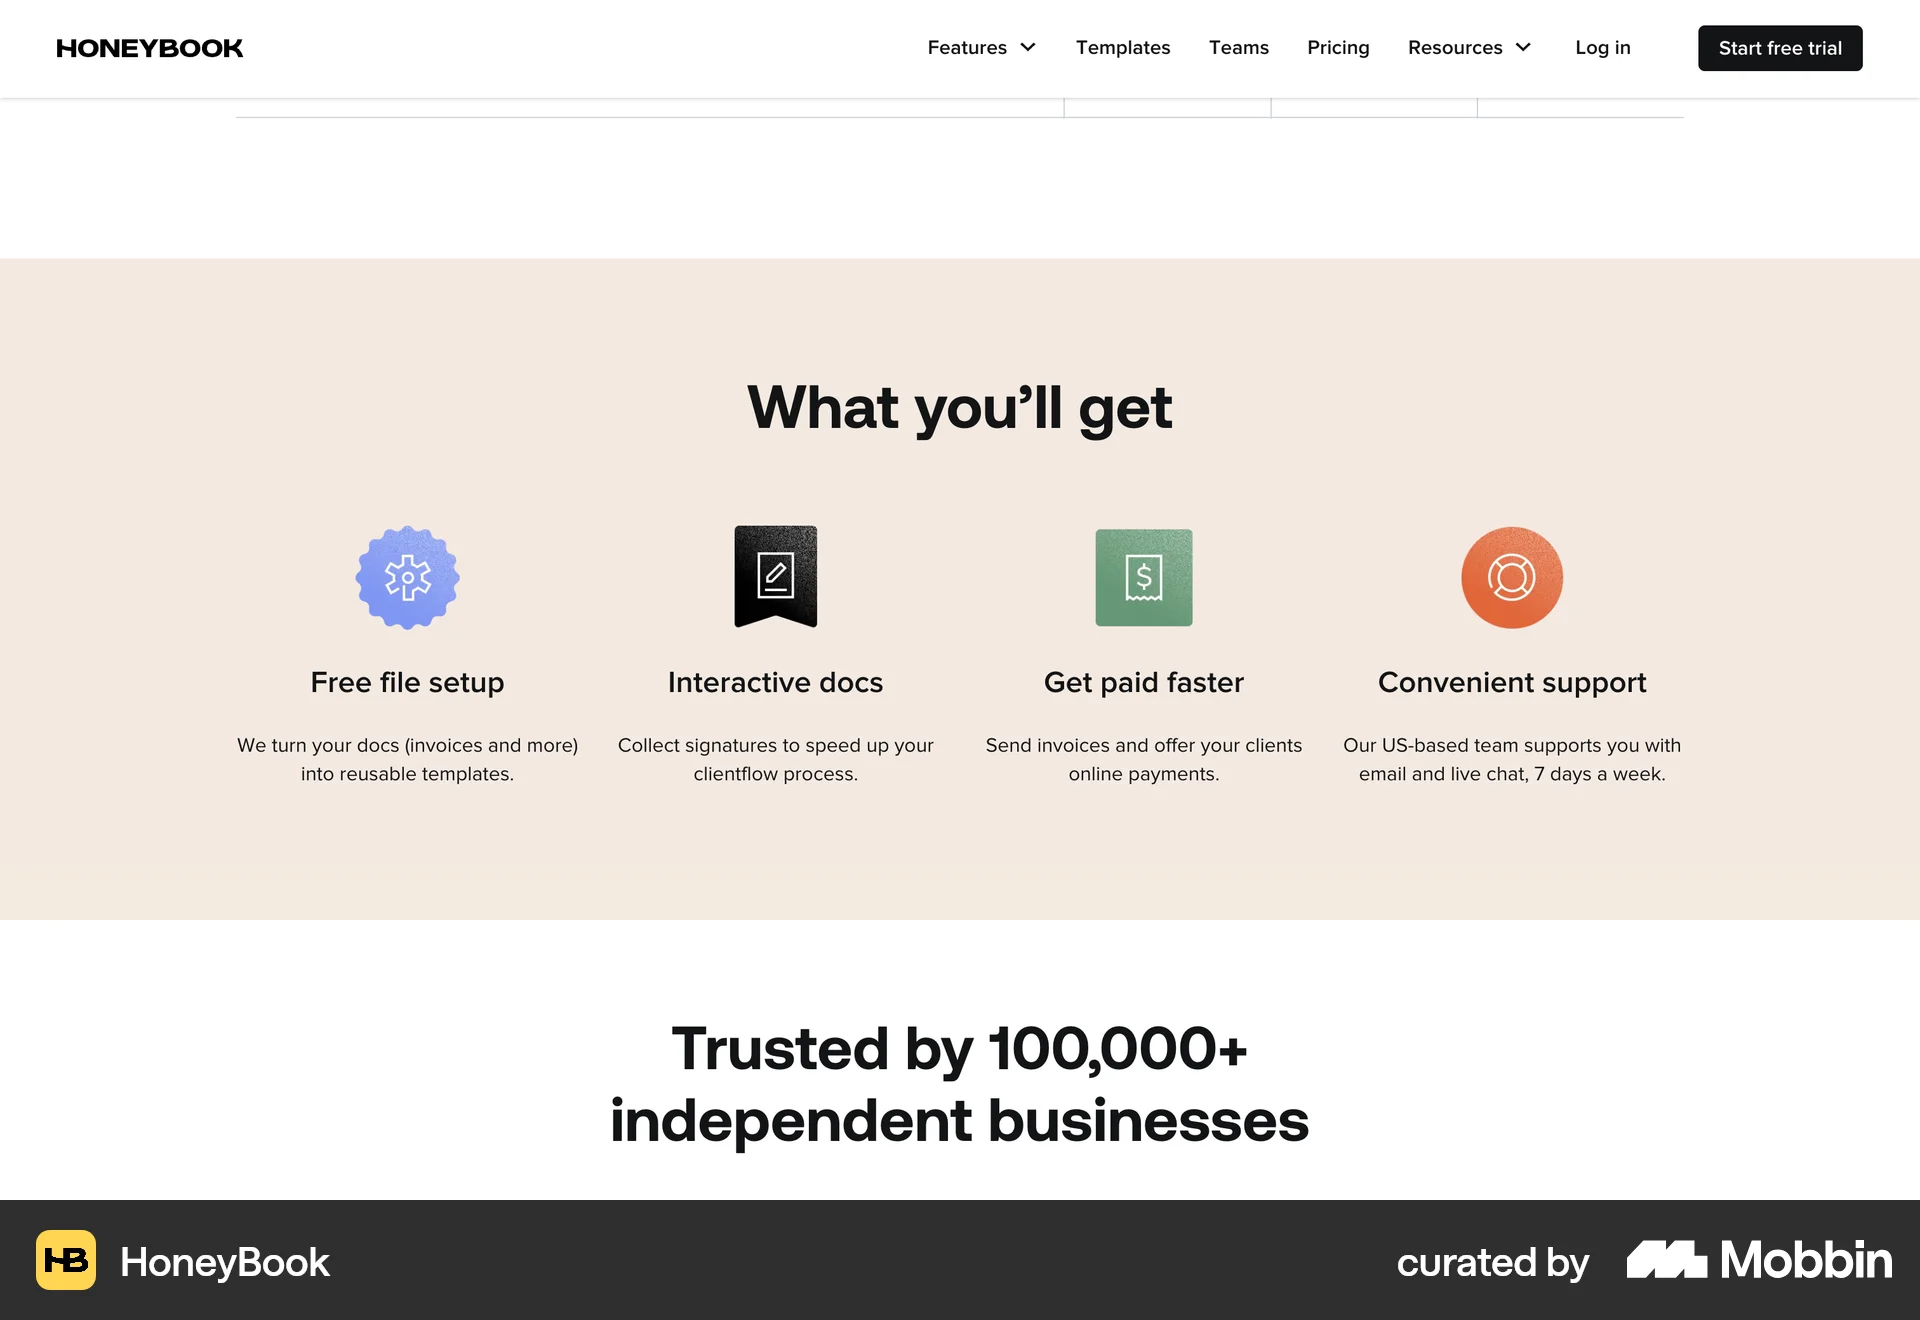 HONEYBOOK
Features
Templates
Teams
Pricing
Resources
Log in
Start free trial
What you’ll get
Free file setup
We turn your docs (invoices and more)
into reusable templates.
Interactive docs
Collect signatures to speed up your
clientflow process.
$
Get paid faster
Send invoices and offer your clients
online payments.
Convenient support
Our US-based team supports you with
email and live chat, 7 days a week.
Trusted by 100,000+
independent businesses
HB
HoneyBook
curated by
Mobbin